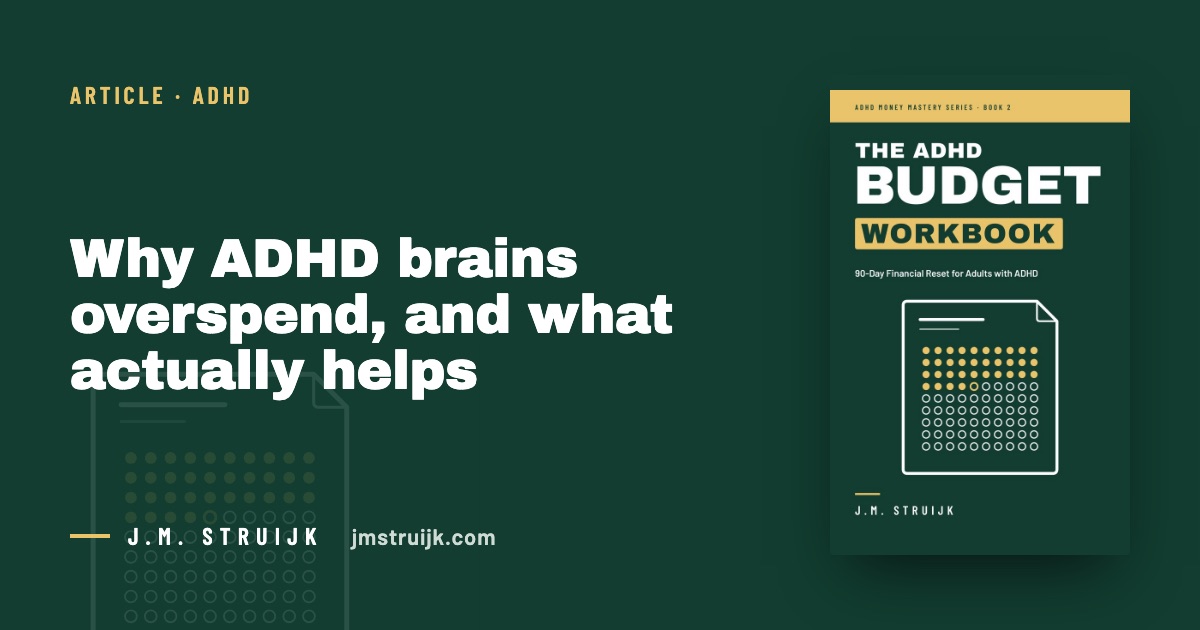 ARTICLE · ADHD
Why ADHD brains
overspend, and what
actually helps
J.M. STRUIJK jmstruijk.com
ADHD MONEY MASTERY SERIES · BOOK 2
THE ADHD
BUDGET
WORKBOOK
90-Day Financial Reset for Adults with ADHD
J.M. STRUIJK